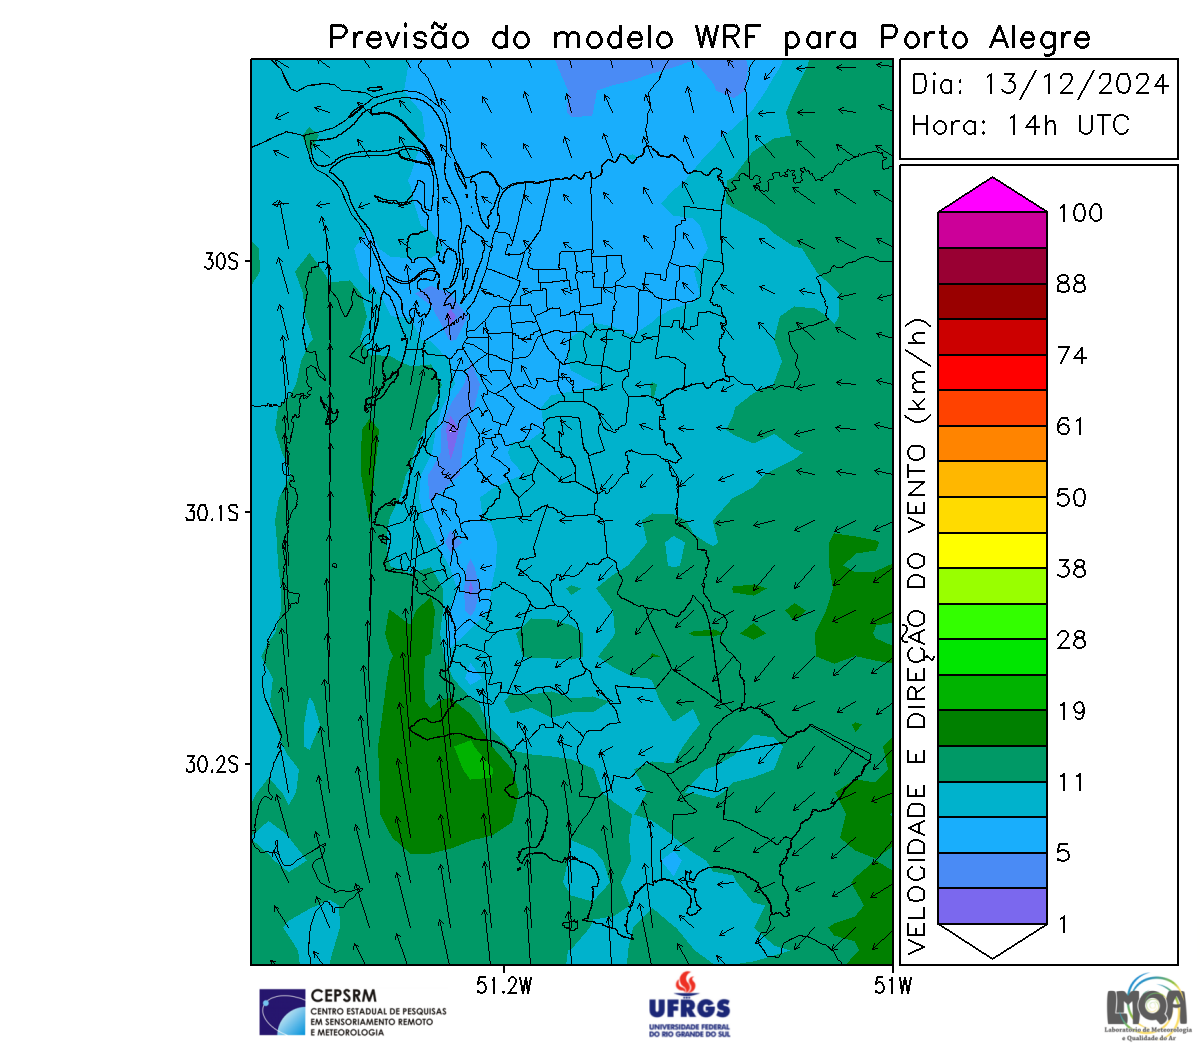 Previsão do modelo WRF para Porto Alegre
Dia: 13/12/2024
Hora: 14h UTC
30S
30.1S
30.2S
51.2W
51W
VELOCIDADE E DIREÇÃO DO VENTO (km/h)
100
88
74
61
50
38
28
19
11
5
1
CEPSRM
CENTRO ESTADUAL DE PESQUISAS
EM SENSORIAMENTO REMOTO
E METEOROLOGIA
UFRGS
UNIVERSIDADE FEDERAL
DO RIO GRANDE DO SUL
LMQA
Laboratório de Meteorologia
e Qualidade do Ar